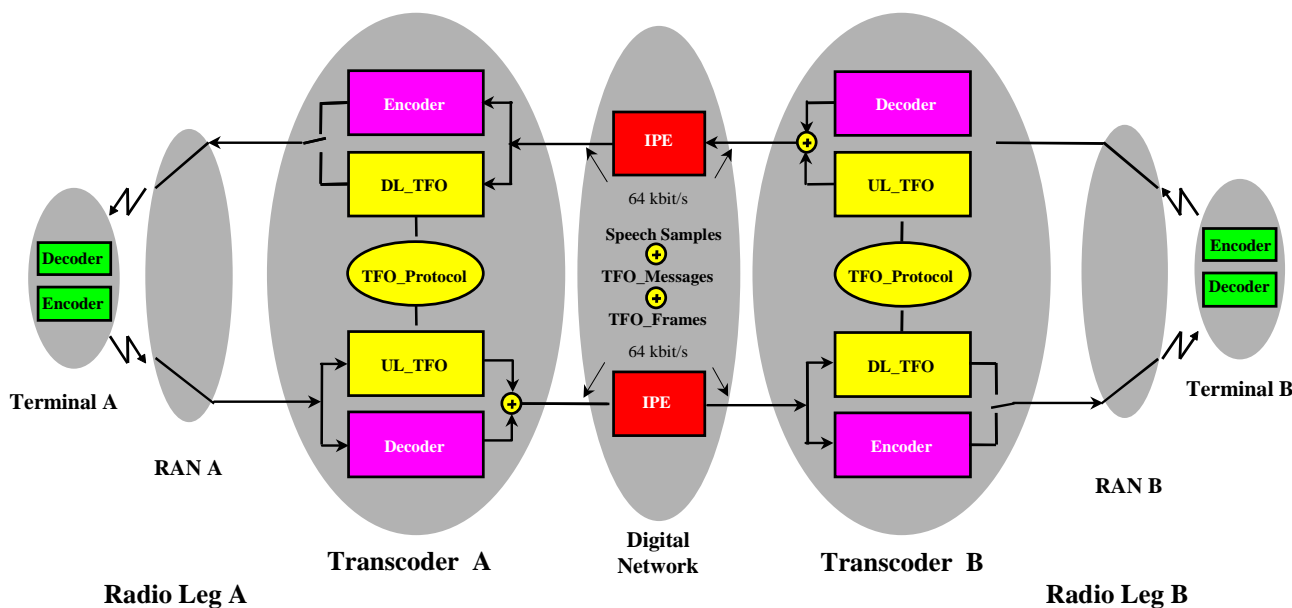 Encoder
IPE
Decoder
DL_TFO
UL_TFO
64 kbit/s
Decoder
Encoder
TFO_Protocol
Speech Samples
+
TFO_Messages
+
TFO_Frames
TFO_Protocol
Encoder
Decoder
+
64 kbit/s
UL_TFO
DL_TFO
Terminal A
Terminal B
+
IPE
Decoder
Encoder
RAN A
RAN B
Transcoder A
Digital
Network
Transcoder B
Radio Leg A
Radio Leg B